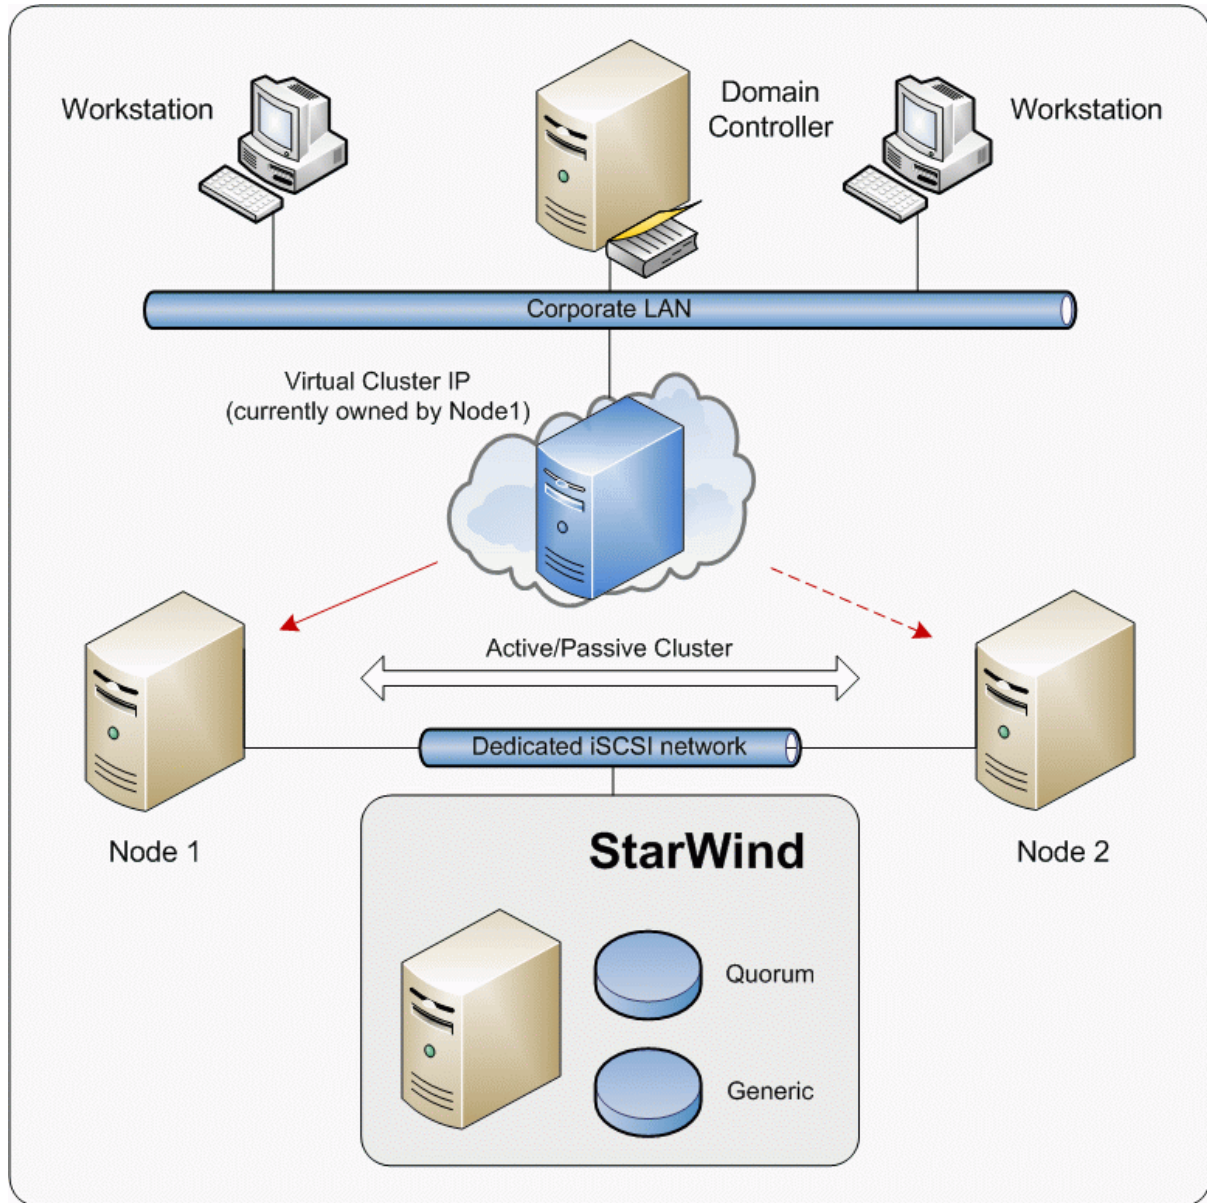 Workstation
Domain
Controller
Workstation
Corporate LAN
Virtual Cluster IP
(currently owned by Node1)
Active/Passive Cluster
Dedicated iSCSI network
Node 1
Node 2
StarWind
Quorum
Generic